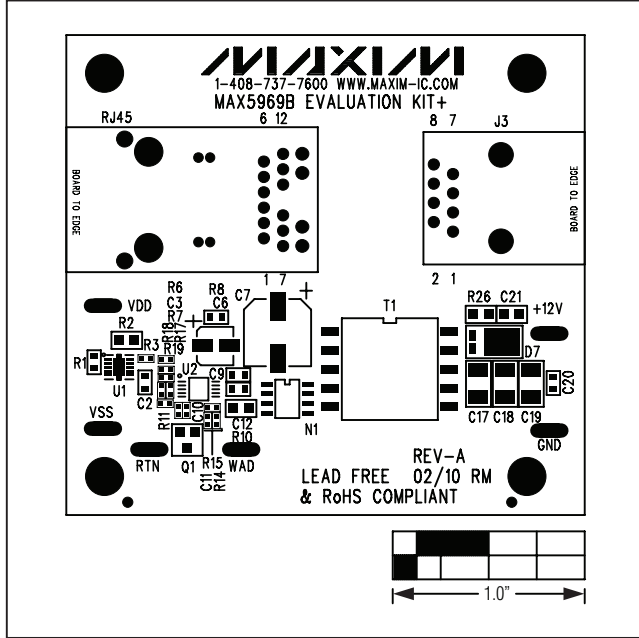 MAXIM
1-408-737-7600 WWW.MAXIM-IC.COM
MAX5969B EVALUATION KIT+
RJ45
6 12
8 7
J3
BOARD TO EDGE
BOARD TO EDGE
1 7
2 1
R6
C3
R7
R8
C6
C7
+
+
T1
R26
C21
+12V
VDD
R2
R3
R18
R17
R19
R1
U1
C2
U2
C9
D7
C20
C17
C18
C19
VSS
R11
C10
C12
R10
N1
RTN
Q1
R15
WAD
C11
R14
GND
REV-A
LEAD FREE 02/10 RM
& RoHS COMPLIANT
1.0"